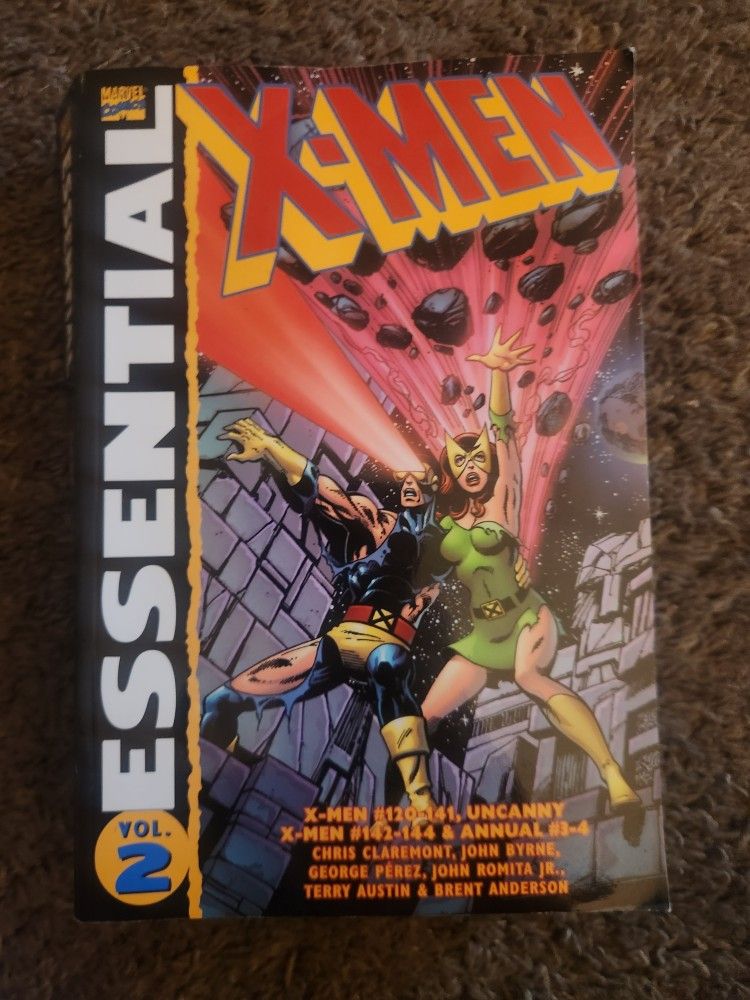 MARVEL
COMICS
ESSENTIAL
VOL.
2
X-MEN
X-MEN #120-141, UNCANNY
X-MEN #142-144 & ANNUAL #3-4
CHRIS CLAREMONT, JOHN BYRNE,
GEORGE PÉREZ, JOHN ROMITA JR.,
TERRY AUSTIN & BRENT ANDERSON